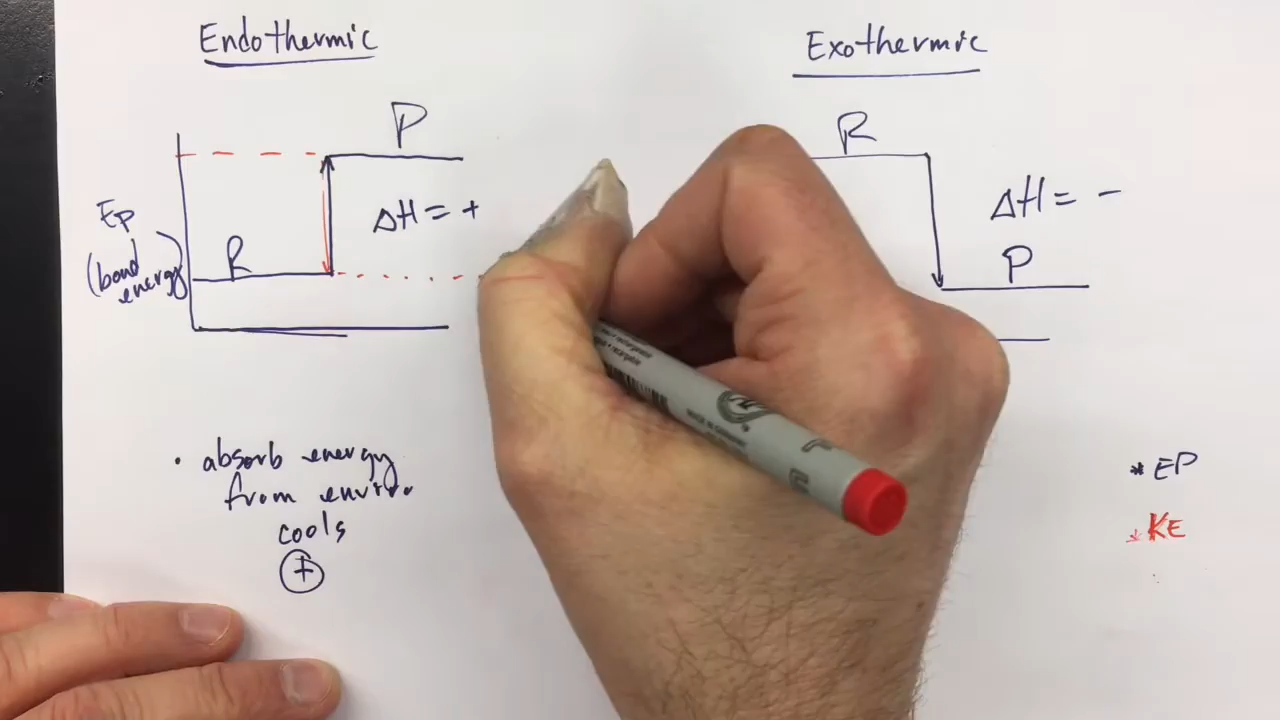 Endothermic
Exothermic
P
R
Ep
(bond
energy)
R
ΔH = +
ΔH = −
P
• absorb energy
from enviro.
cools
+
* EP
* KE